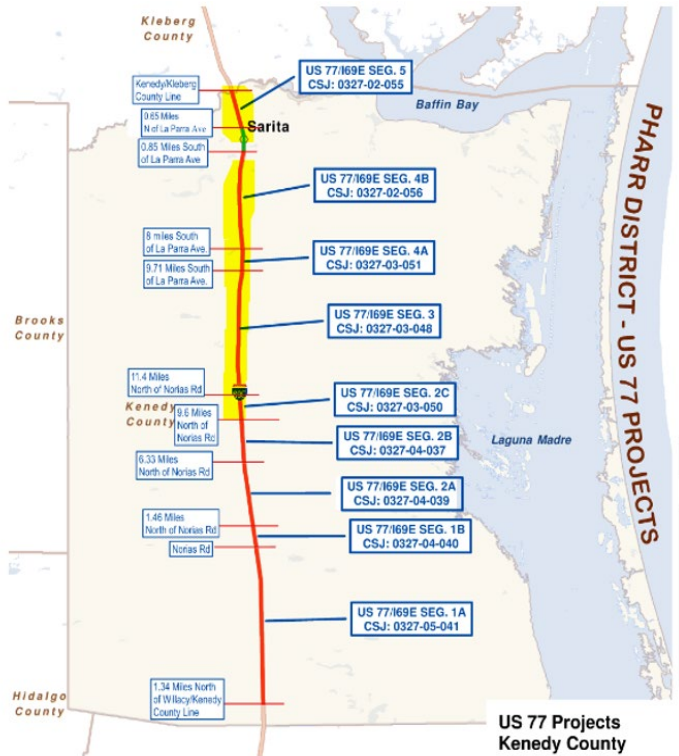 Kleberg
County
US 77/I69E SEG. 5
CSJ: 0327-02-055
Kenedy/Kleberg
County Line
Baffin Bay
0.65 Miles
N of La Parra Ave
Sarita
0.85 Miles South
of La Parra Ave.
US 77/I69E SEG. 4B
CSJ: 0327-02-056
8 miles South
of La Parra Ave.
US 77/I69E SEG. 4A
CSJ: 0327-03-051
9.71 Miles South
of La Parra Ave.
Brooks
County
US 77/I69E SEG. 3
CSJ: 0327-03-048
11.4 Miles
North of Norias Rd
US 77/I69E SEG. 2C
CSJ: 0327-03-050
Kenedy
County
9.6 Miles
North of
Norias Rd
US 77/I69E SEG. 2B
CSJ: 0327-04-037
Laguna Madre
6.33 Miles
North of Norias Rd
US 77/I69E SEG. 2A
CSJ: 0327-04-039
1.46 Miles
North of Norias Rd
US 77/I69E SEG. 1B
CSJ: 0327-04-040
Norias Rd
US 77/I69E SEG. 1A
CSJ: 0327-05-041
1.34 Miles North
of Willacy/Kenedy
County Line
Hidalgo
County
PHARR DISTRICT - US 77 PROJECTS
US 77 Projects
Kenedy County